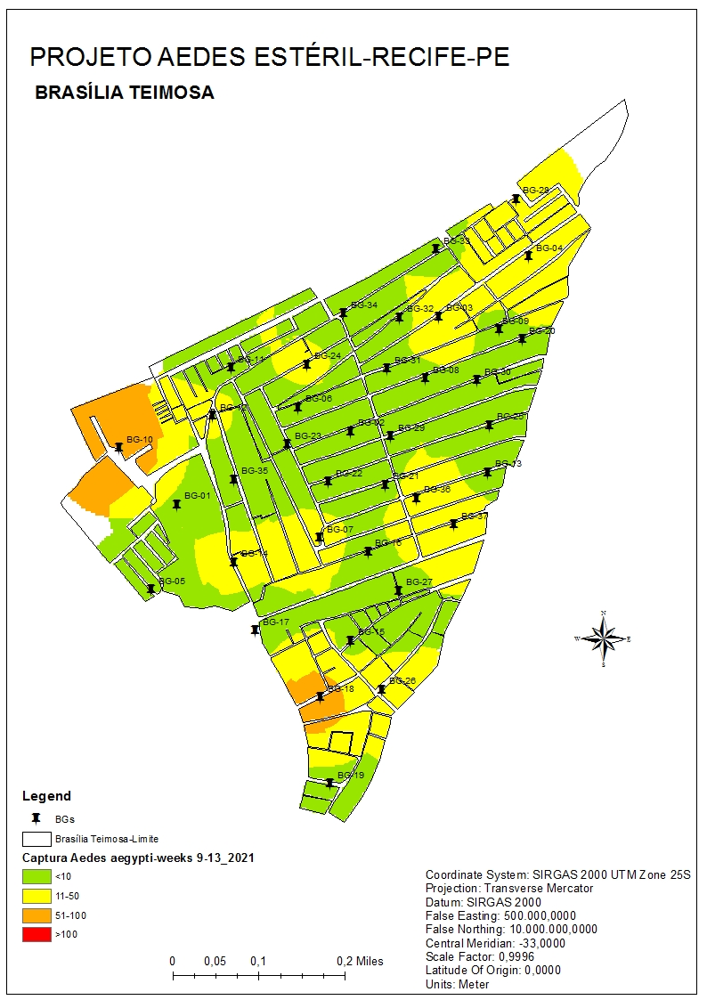 PROJETO AEDES ESTÉRIL-RECIFE-PE
BRASÍLIA TEIMOSA
BG-28
BG-33
BG-04
BG-34
BG-32
BG-03
BG-09
BG-20
BG-11
BG-24
BG-31
BG-08
BG-30
BG-12
BG-06
BG-02
BG-29
BG-25
BG-10
BG-23
BG-35
BG-22
BG-21
BG-13
BG-36
BG-01
BG-37
BG-07
BG-16
BG-14
BG-05
BG-27
BG-17
BG-15
BG-18
BG-26
BG-19
N
W
E
S
Legend
BGs
Brasília Teimosa-Limite
Captura Aedes aegypti-weeks 9-13_2021
<10
11-50
51-100
>100
0 0,05 0,1 0,2 Miles
Coordinate System: SIRGAS 2000 UTM Zone 25S
Projection: Transverse Mercator
Datum: SIRGAS 2000
False Easting: 500.000,0000
False Northing: 10.000.000,0000
Central Meridian: -33,0000
Scale Factor: 0,9996
Latitude Of Origin: 0,0000
Units: Meter